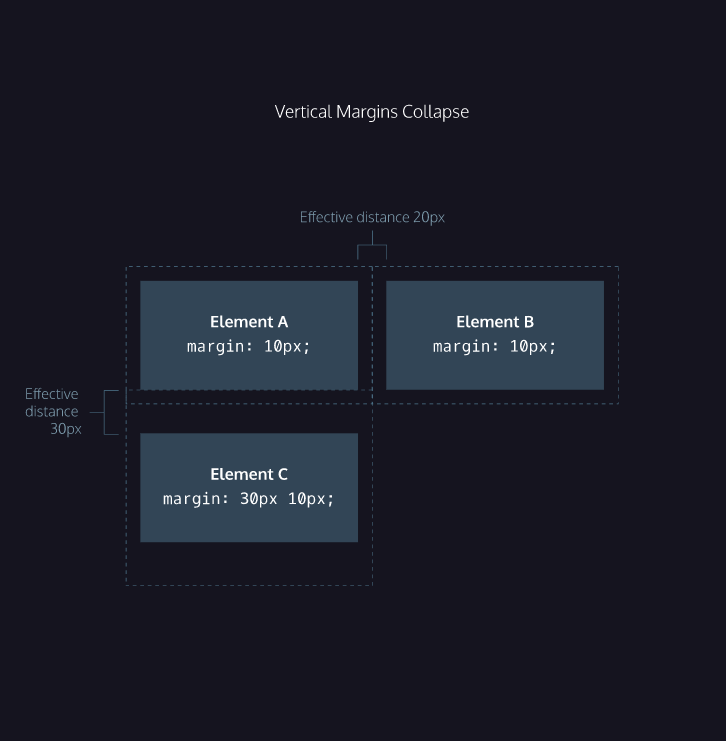 Vertical Margins Collapse
Effective distance 20px
Element A
margin: 10px;
Element B
margin: 10px;
Effective
distance
30px
Element C
margin: 30px 10px;